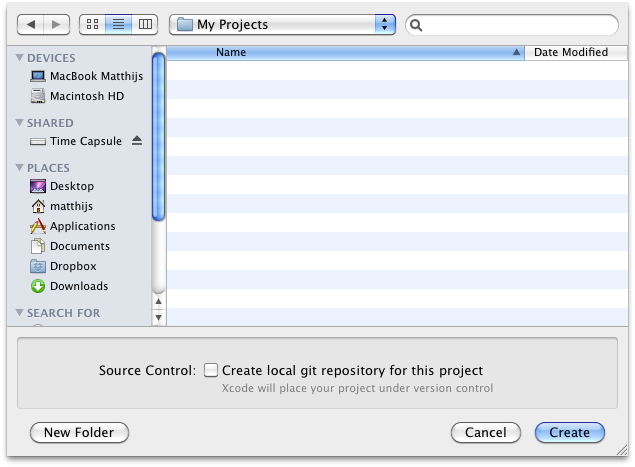 My Projects
Name
Date Modified
DEVICES
MacBook Matthijs
Macintosh HD
SHARED
Time Capsule
PLACES
Desktop
matthijs
Applications
Documents
Dropbox
Downloads
SEARCH FOR
Source Control: Create local git repository for this project
Xcode will place your project under version control
New Folder
Cancel
Create